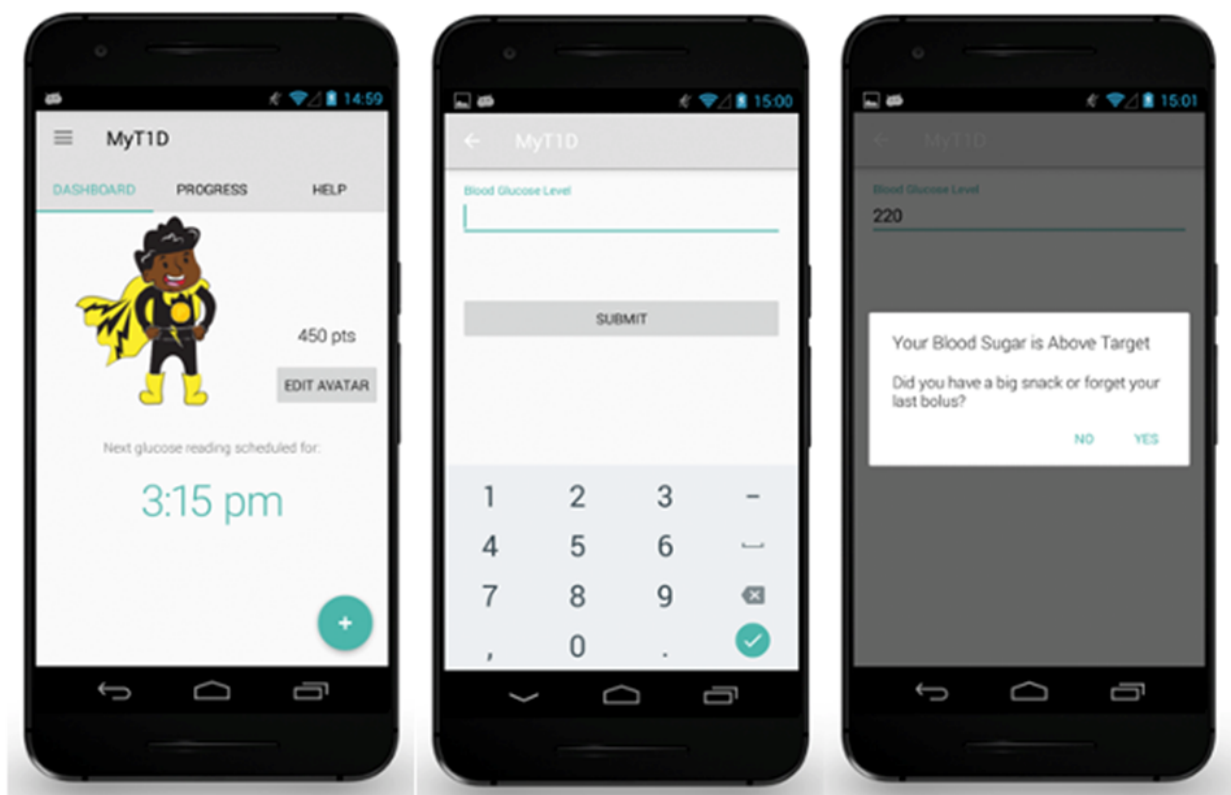 14:59
MyT1D
DASHBOARD PROGRESS HELP
450 pts
EDIT AVATAR
Next glucose reading scheduled for:
3:15 pm
+
15:00
MyT1D
Blood Glucose Level
SUBMIT
1 2 3 -
4 5 6
7 8 9
, 0 .
15:01
MyT1D
Blood Glucose Level
220
Your Blood Sugar is Above Target
Did you have a big snack or forget your
last bolus?
NO YES